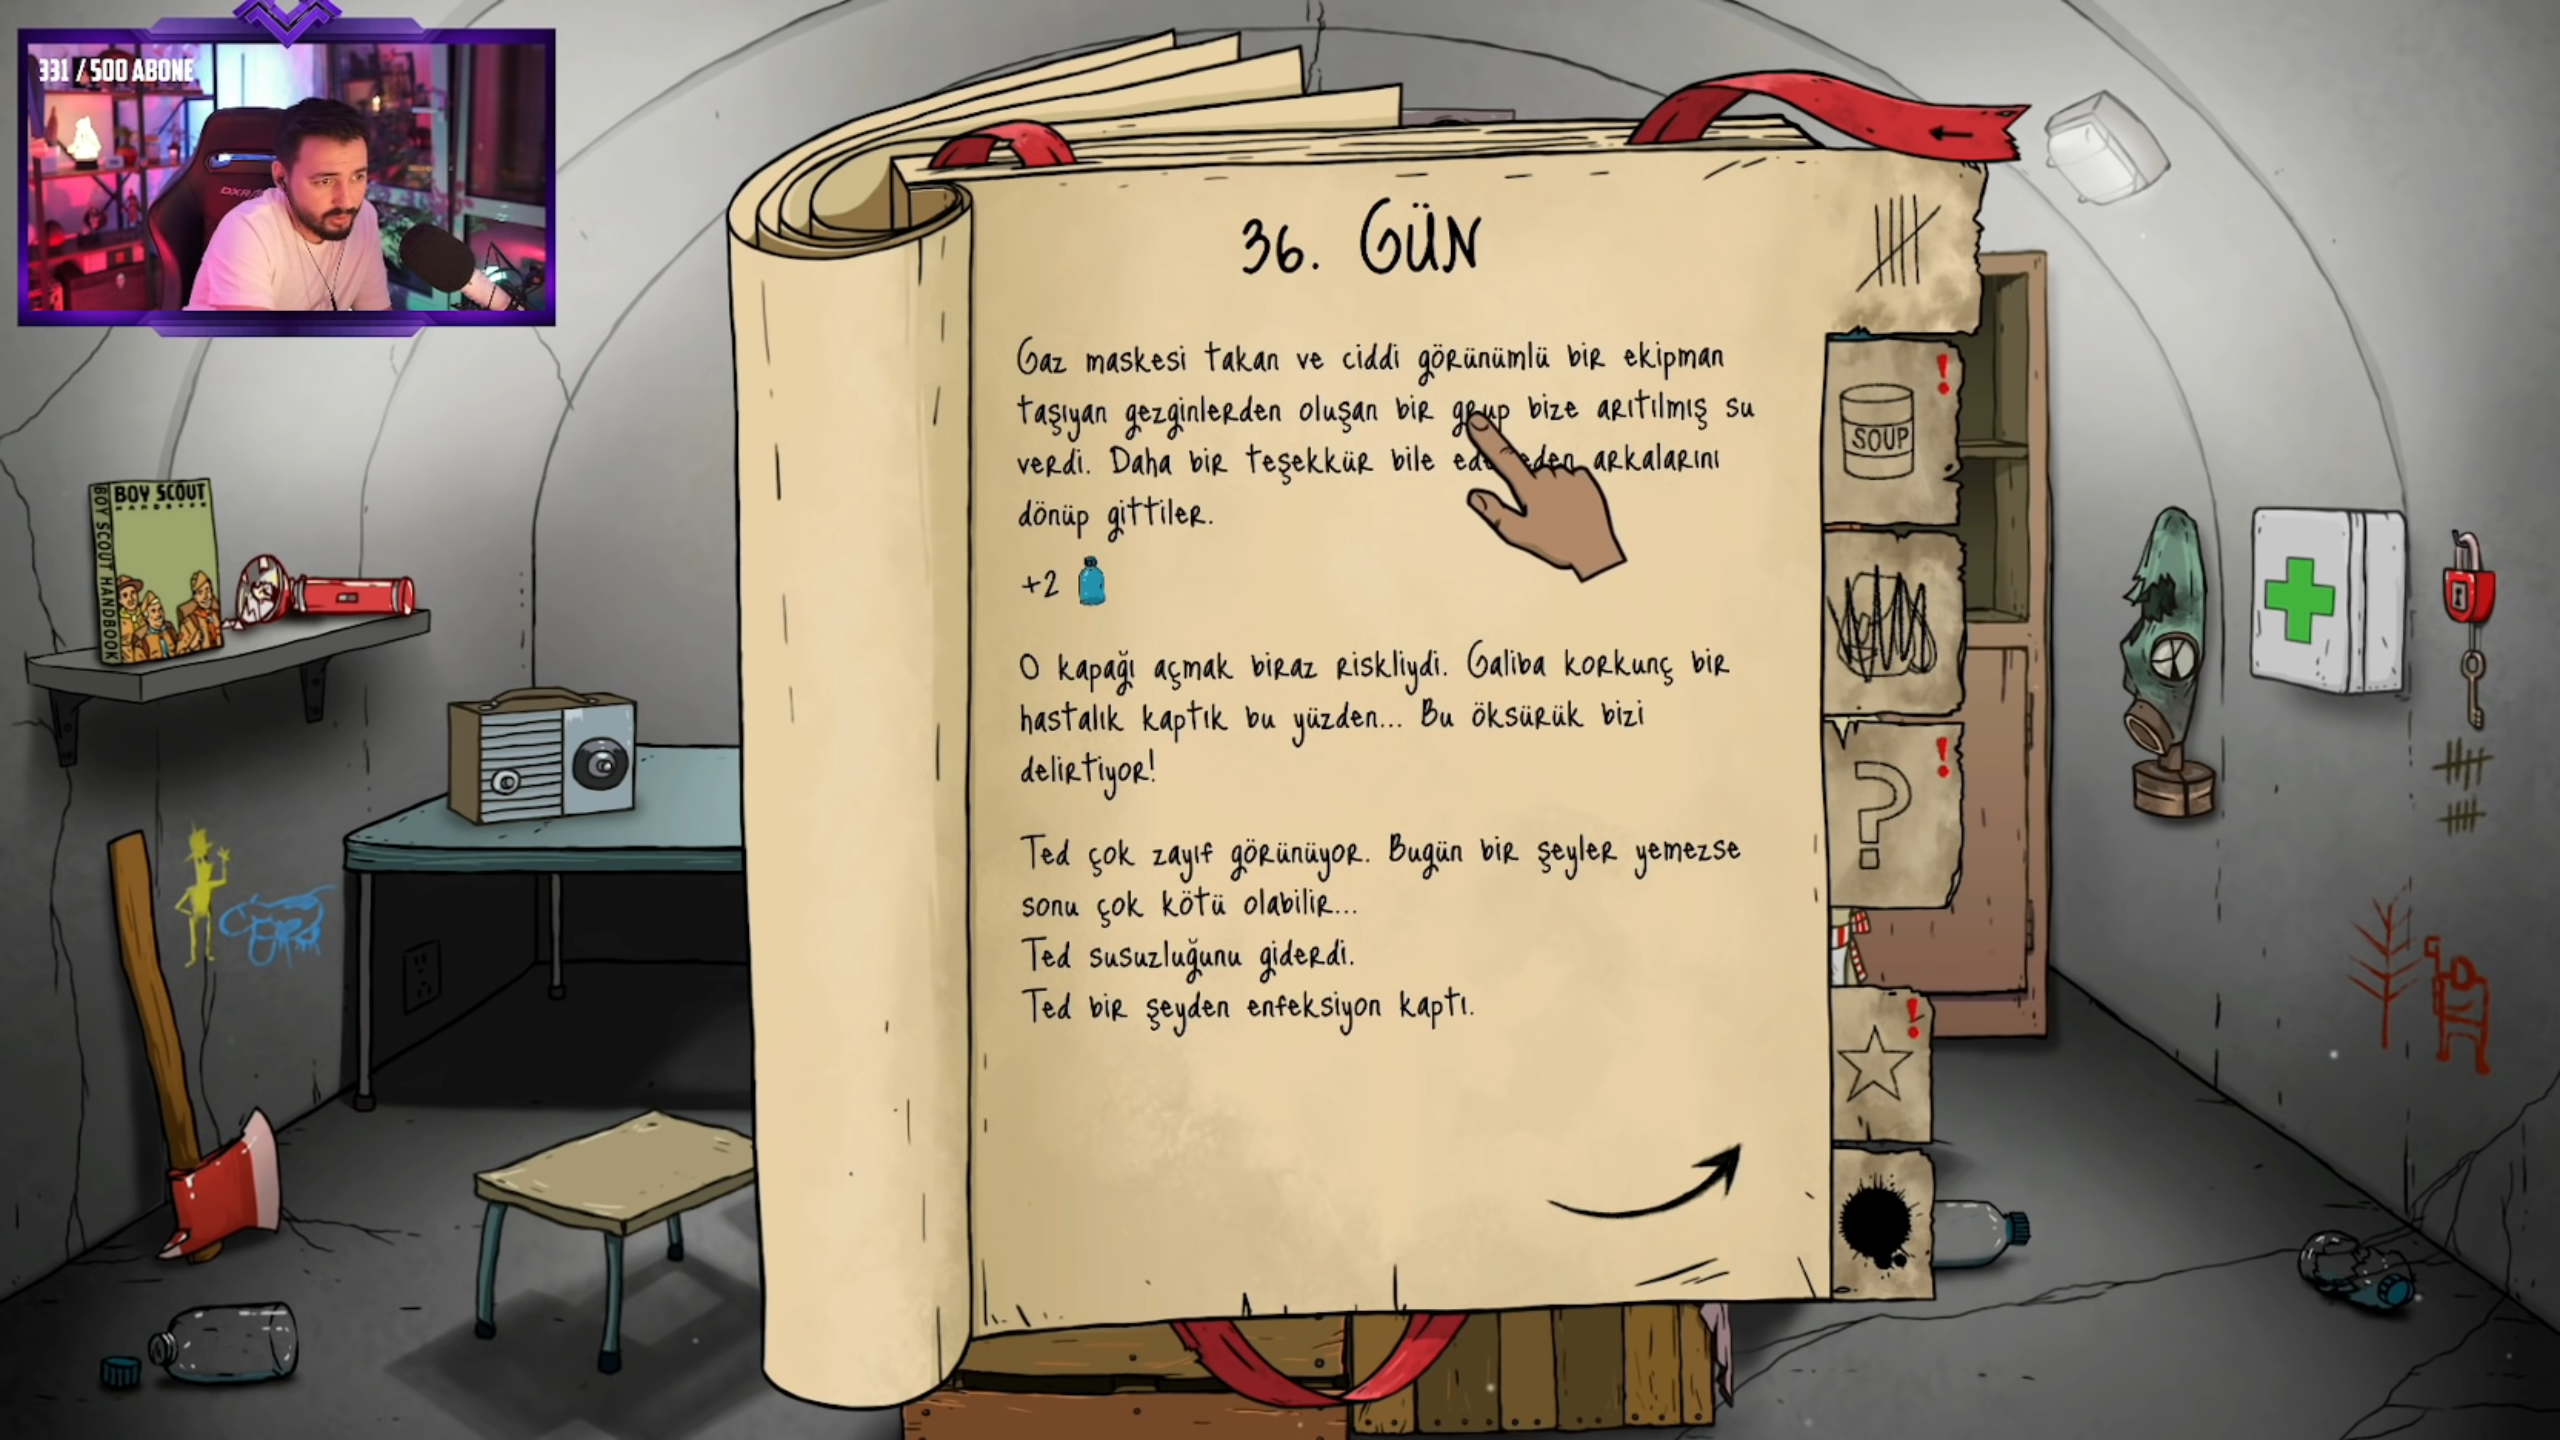 331 / 500 ABONE
DXR
BOY SCOUT
HANDBOOK
BOY SCOUT HANDBOOK
36. GÜN
Gaz maskesi takan ve ciddi görünümlü bir ekipman
taşıyan gezginlerden oluşan bir grup bize arıtılmış su
verdi. Daha bir teşekkür bile arkalarını
dönüp gittiler.
+2
O kapağı açmak biraz riskliydi. Galiba korkunç bir
hastalık kaptık bu yüzden... Bu öksürük bizi
delirtiyor!
Ted çok zayıf görünüyor. Bugün bir şeyler yemezse
sonu çok kötü olabilir...
Ted susuzluğunu giderdi.
Ted bir şeyden enfeksiyon kaptı.
!
SOUP
!
?
!